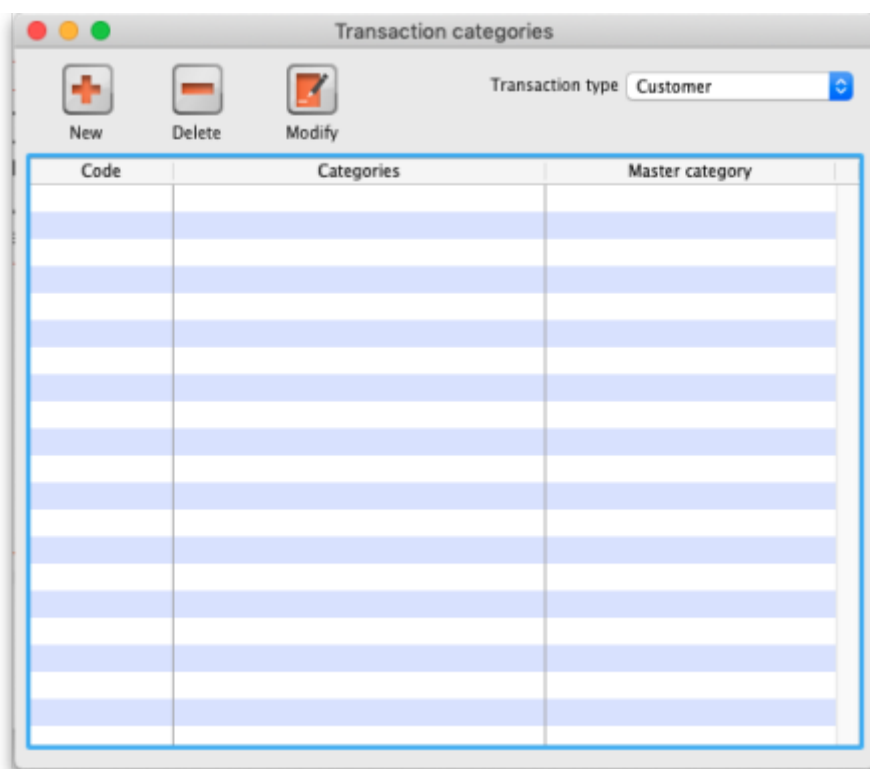 Transaction categories
Transaction type Customer
New Delete Modify
Code Categories Master category